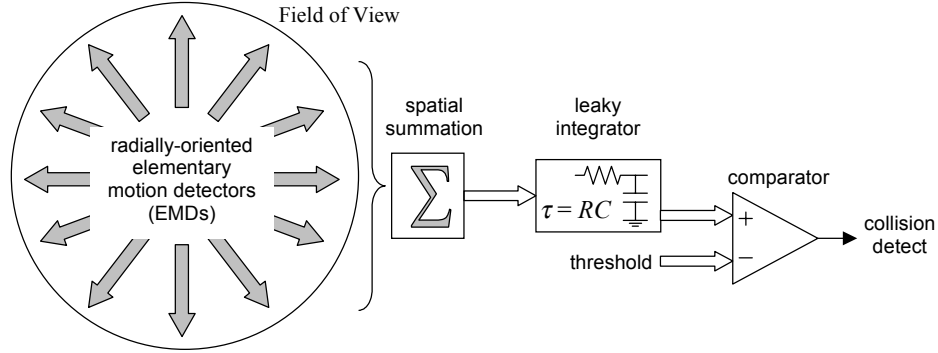 Field of View
radially-oriented
elementary
motion detectors
(EMDs)
spatial
summation
Σ
leaky
integrator
τ = RC
comparator
+
−
threshold
collision
detect